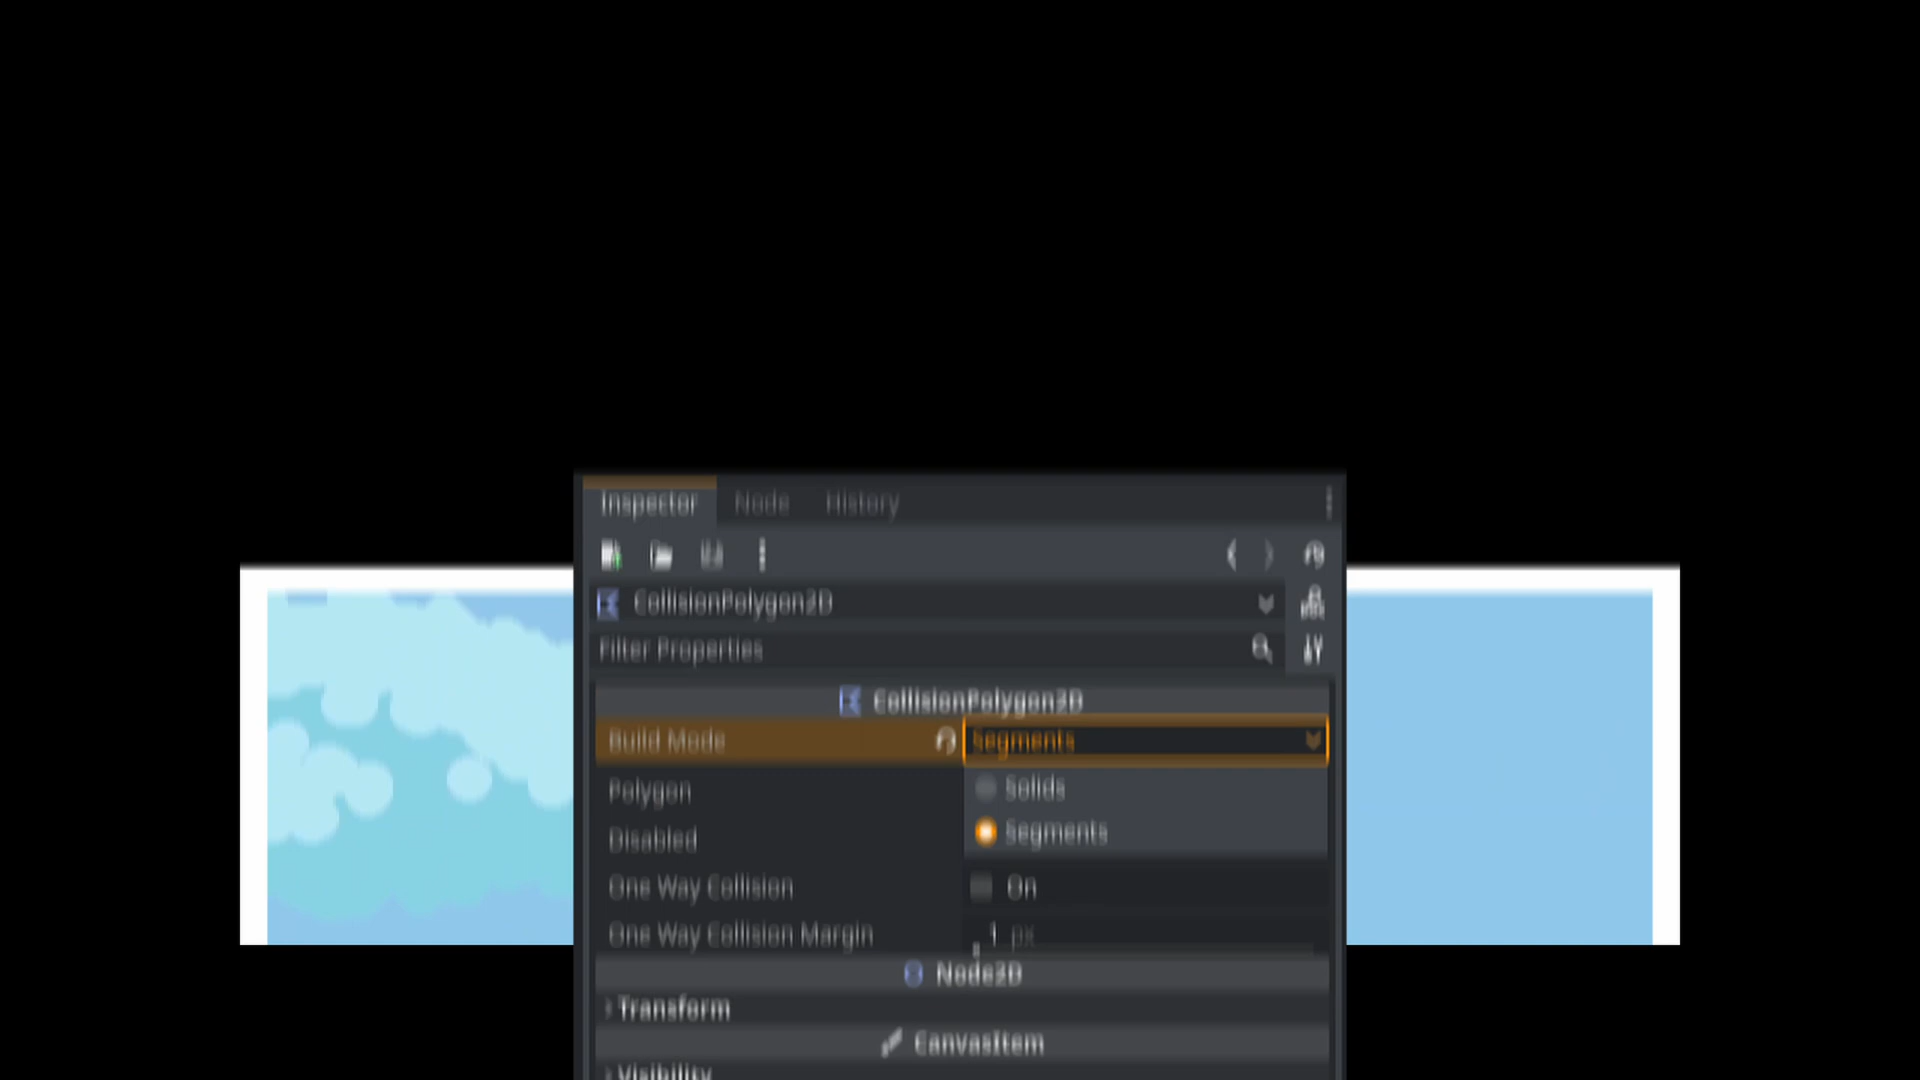 Inspector Node History
CollisionPolygon2D
Filter Properties
CollisionPolygon2D
Build Mode Segments
Polygon Solids
Segments
Disabled
One Way Collision On
One Way Collision Margin 1 px
Node2D
Transform
CanvasItem
Visibility